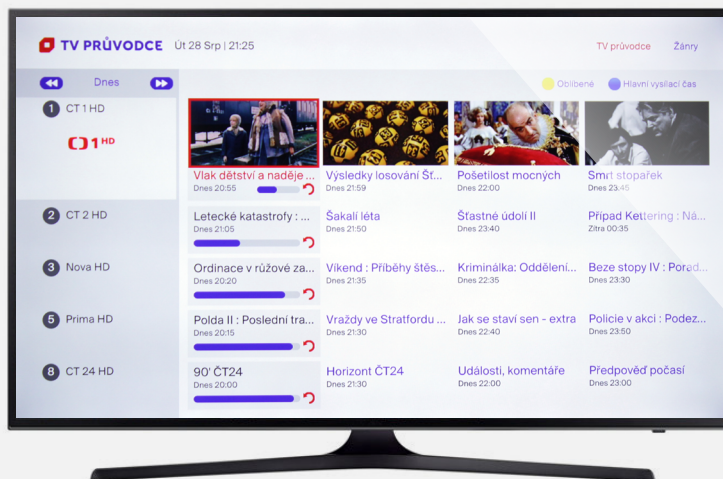 TV PRŮVODCE Út 28 Srp | 21:25
TV průvodce Žánry
Dnes
Oblíbené Hlavní vysílací čas
1 CT 1 HD
1 HD
Vlak dětství a naděje ...
Dnes 20:55
Výsledky losování Šť...
Dnes 21:59
Pošetilost mocných
Dnes 22:00
Smrt stopařek
Dnes 23:45
2 CT 2 HD
Letecké katastrofy : ...
Dnes 21:05
Šakalí léta
Dnes 21:50
Šťastné údolí II
Dnes 23:40
Případ Kettering : Ná...
Zítra 00:35
3 Nova HD
Ordinace v růžové za...
Dnes 20:20
Víkend : Příběhy štěs...
Dnes 21:35
Kriminálka: Oddělení...
Dnes 22:35
Beze stopy IV : Porad...
Dnes 23:30
5 Prima HD
Polda II : Poslední tra...
Dnes 20:15
Vraždy ve Stratfordu ...
Dnes 21:30
Jak se staví sen - extra
Dnes 22:40
Policie v akci : Podez...
Dnes 23:50
8 CT 24 HD
90' ČT24
Dnes 20:00
Horizont ČT24
Dnes 21:30
Události, komentáře
Dnes 22:00
Předpověď počasí
Dnes 23:00